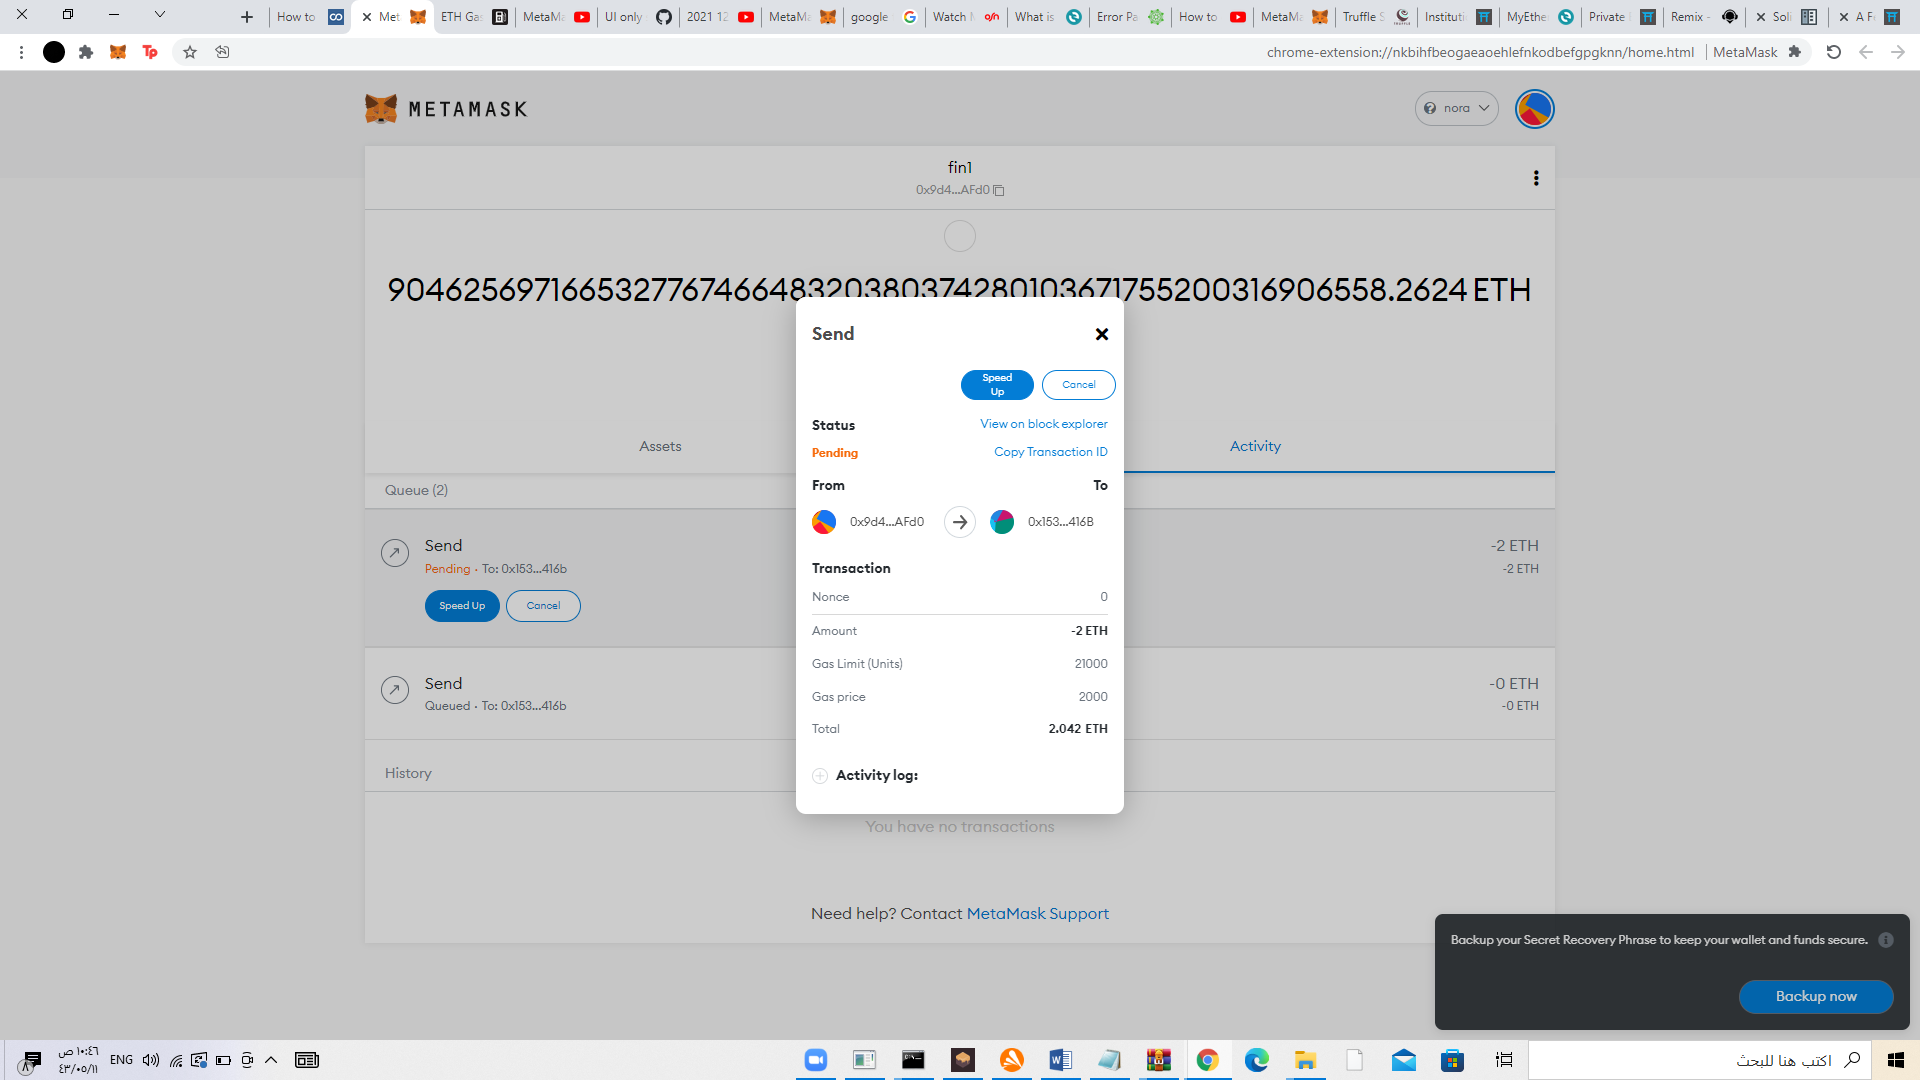 How to
Met
ETH Ga
MetaMa
UI only
2021 12
MetaMa
google
Watch M
What is
Error Pa
How to
MetaMa
Truffle S
Instituti
MyEthe
Private
Remix -
Soli
A F
Tp
chrome-extension://nkbihfbeogaeaoehlefnkodbefgpgknn/home.html
MetaMask
METAMASK
nora
fin1
0x9d4...AFd0
ETH
Send
Speed
Up
Cancel
Status
View on block explorer
Assets
Activity
Pending
Copy Transaction ID
From
To
Queue (2)
0x9d4...AFd0
0x153...416B
Send
-2 ETH
Pending · To: 0x153...416b
-2 ETH
Transaction
Nonce
0
Speed Up
Cancel
Amount
-2 ETH
Gas Limit (Units)
21000
Send
-0 ETH
Queued · To: 0x153...416b
-0 ETH
Gas price
2000
Total
2.042 ETH
History
Activity log:
You have no transactions
Need help? Contact MetaMask Support
Backup your Secret Recovery Phrase to keep your wallet and funds secure.
Backup now
١٠:٤٦ ص
٤٣/٠٥/١١
ENG
اكتب هنا للبحث